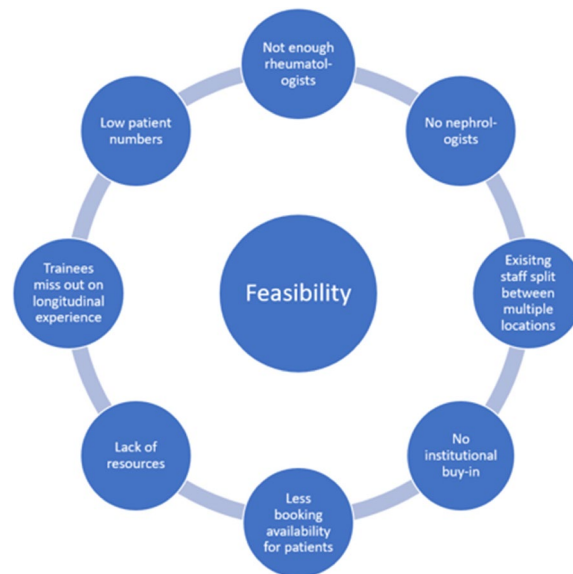 Not enough
rheumatol-
ogists
No nephrol-
ogists
Exisitng
staff split
between
multiple
locations
No
institutional
buy-in
Less
booking
availability
for patients
Lack of
resources
Trainees
miss out on
longitudinal
experience
Low patient
numbers
Feasibility